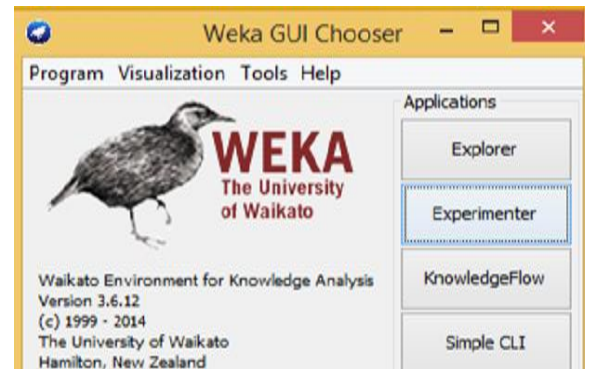 Weka GUI Chooser
Program Visualization Tools Help
WEKA
The University
of Waikato
Waikato Environment for Knowledge Analysis
Version 3.6.12
(c) 1999 - 2014
The University of Waikato
Hamilton, New Zealand
Applications
Explorer
Experimenter
KnowledgeFlow
Simple CLI